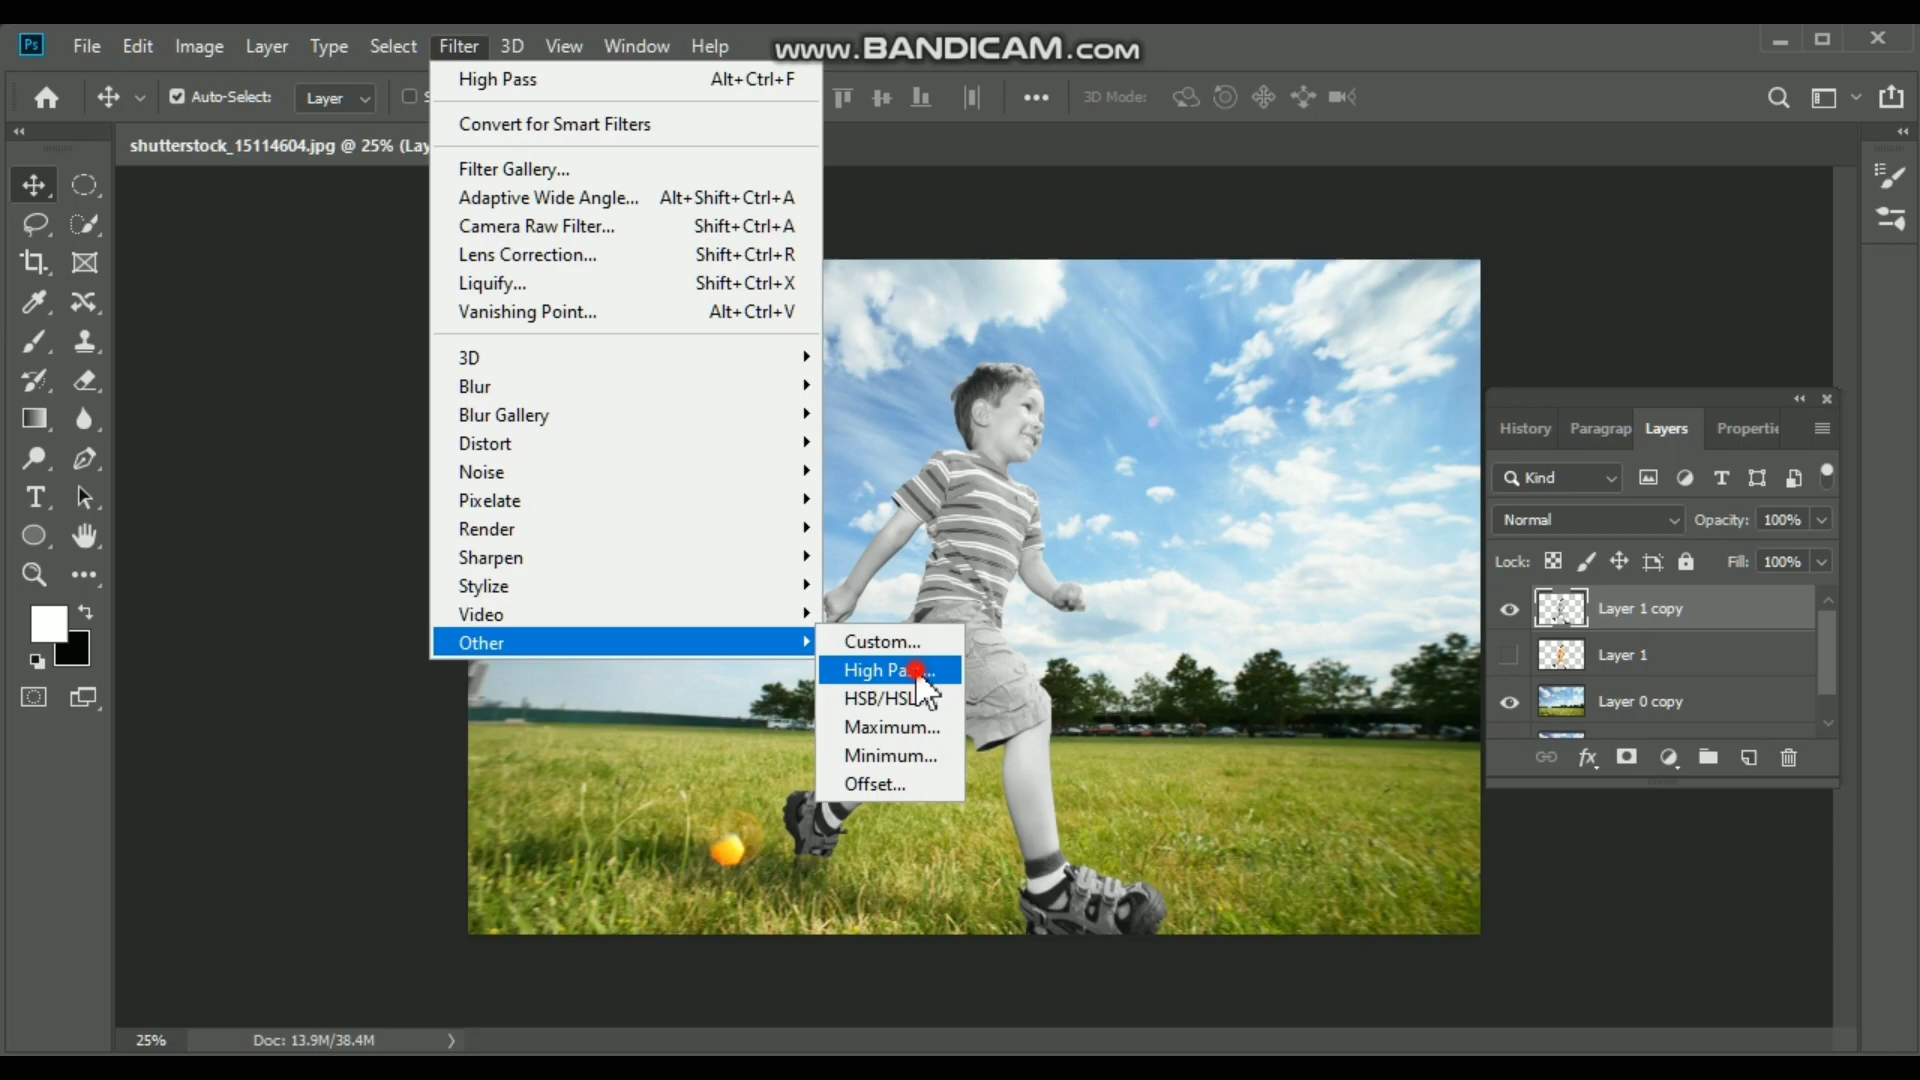 www.BANDICAM.com
Ps File Edit Image Layer Type Select Filter 3D View Window Help
Auto-Select: Layer 3D Mode:
shutterstock_15114604.jpg @ 25% (Lay
High Pass Alt+Ctrl+F
Convert for Smart Filters
Filter Gallery...
Adaptive Wide Angle... Alt+Shift+Ctrl+A
Camera Raw Filter... Shift+Ctrl+A
Lens Correction... Shift+Ctrl+R
Liquify... Shift+Ctrl+X
Vanishing Point... Alt+Ctrl+V
3D
Blur
Blur Gallery
Distort
Noise
Pixelate
Render
Sharpen
Stylize
Video
Other
Custom...
High Pa...
HSB/HSL
Maximum...
Minimum...
Offset...
History Paragrap Layers Propertie
Kind
Normal Opacity: 100%
Lock: Fill: 100%
Layer 1 copy
Layer 1
Layer 0 copy
fx
25% Doc: 13.9M/38.4M